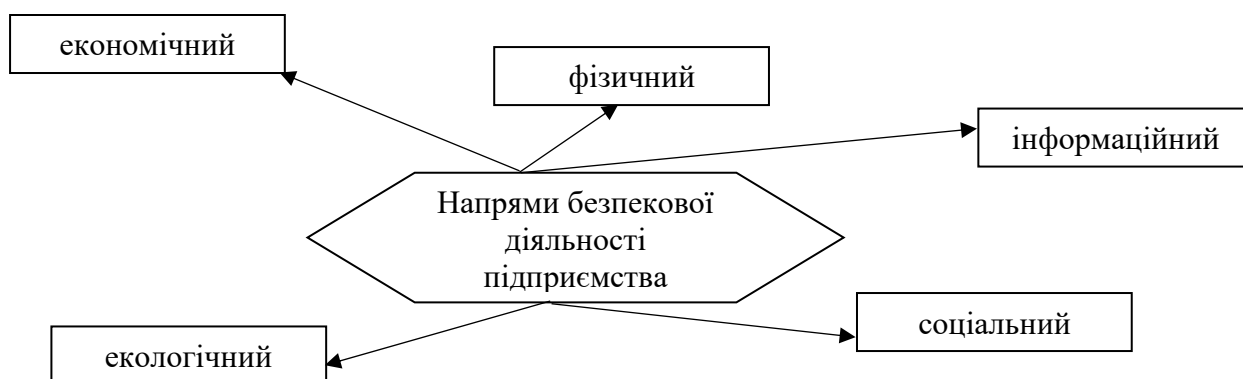 економічний
фізичний
інформаційний
Напрями безпекової
діяльності
підприємства
соціальний
екологічний